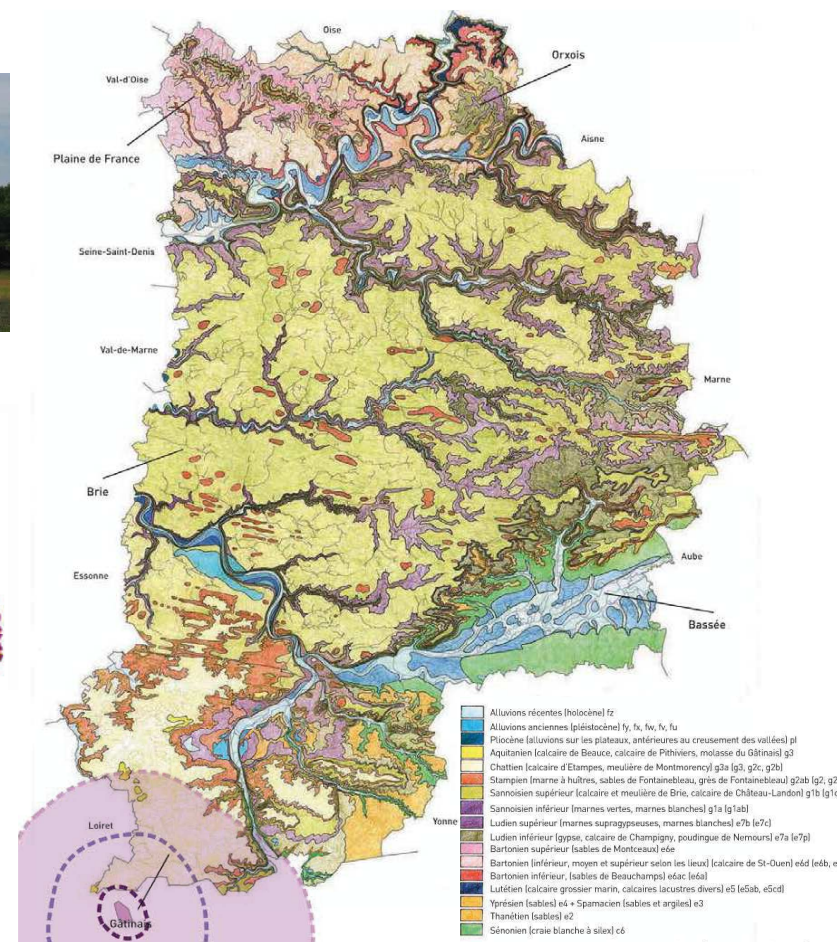 Oise
Orxois
Val-d'Oise
Aisne
Plaine de France
Seine-Saint-Denis
Val-de-Marne
Marne
Brie
Aube
Essonne
Bassée
Alluvions récentes (holocène) fz
Alluvions anciennes (pléistocène) fy, fx, fw, fv, fu
Pliocène (alluvions sur les plateaux, antérieures au creusement des vallées) pl
Aquitanien (calcaire de Beauce, calcaire de Pithiviers, molasse du Gâtinais) g3
Chattien (calcaire d'Etampes, meulière de Montmorency) g3a (g3, g2c, g2b)
Stampien (marne à huîtres, sables de Fontainebleau, grès de Fontainebleau) g2ab (g2, g2
Sannoisien supérieur (calcaire et meulière de Brie, calcaire de Château-Landon) g1b (g1c
Sannoisien inférieur (marnes vertes, marnes blanches) g1a (g1ab)
Yonne
Ludien supérieur (marnes supragypseuses, marnes blanches) e7b (e7c)
Loiret
Ludien inférieur (gypse, calcaire de Champigny, poudingue de Nemours) e7a (e7p)
Bartonien supérieur (sables de Montceaux) e6e
Bartonien (inférieur, moyen et supérieur selon les lieux) (calcaire de St-Ouen) e6d (e6b, e
Bartonien inférieur, (sables de Beauchamps) e6ac (e6a)
Lutétien (calcaire grossier marin, calcaires lacustres divers) e5 (e5ab, e5cd)
Yprésien (sables) e4 + Sparnacien (sables et argiles) e3
Thanétien (sables) e2
Gâtinais
Sénonien (craie blanche à silex) c6